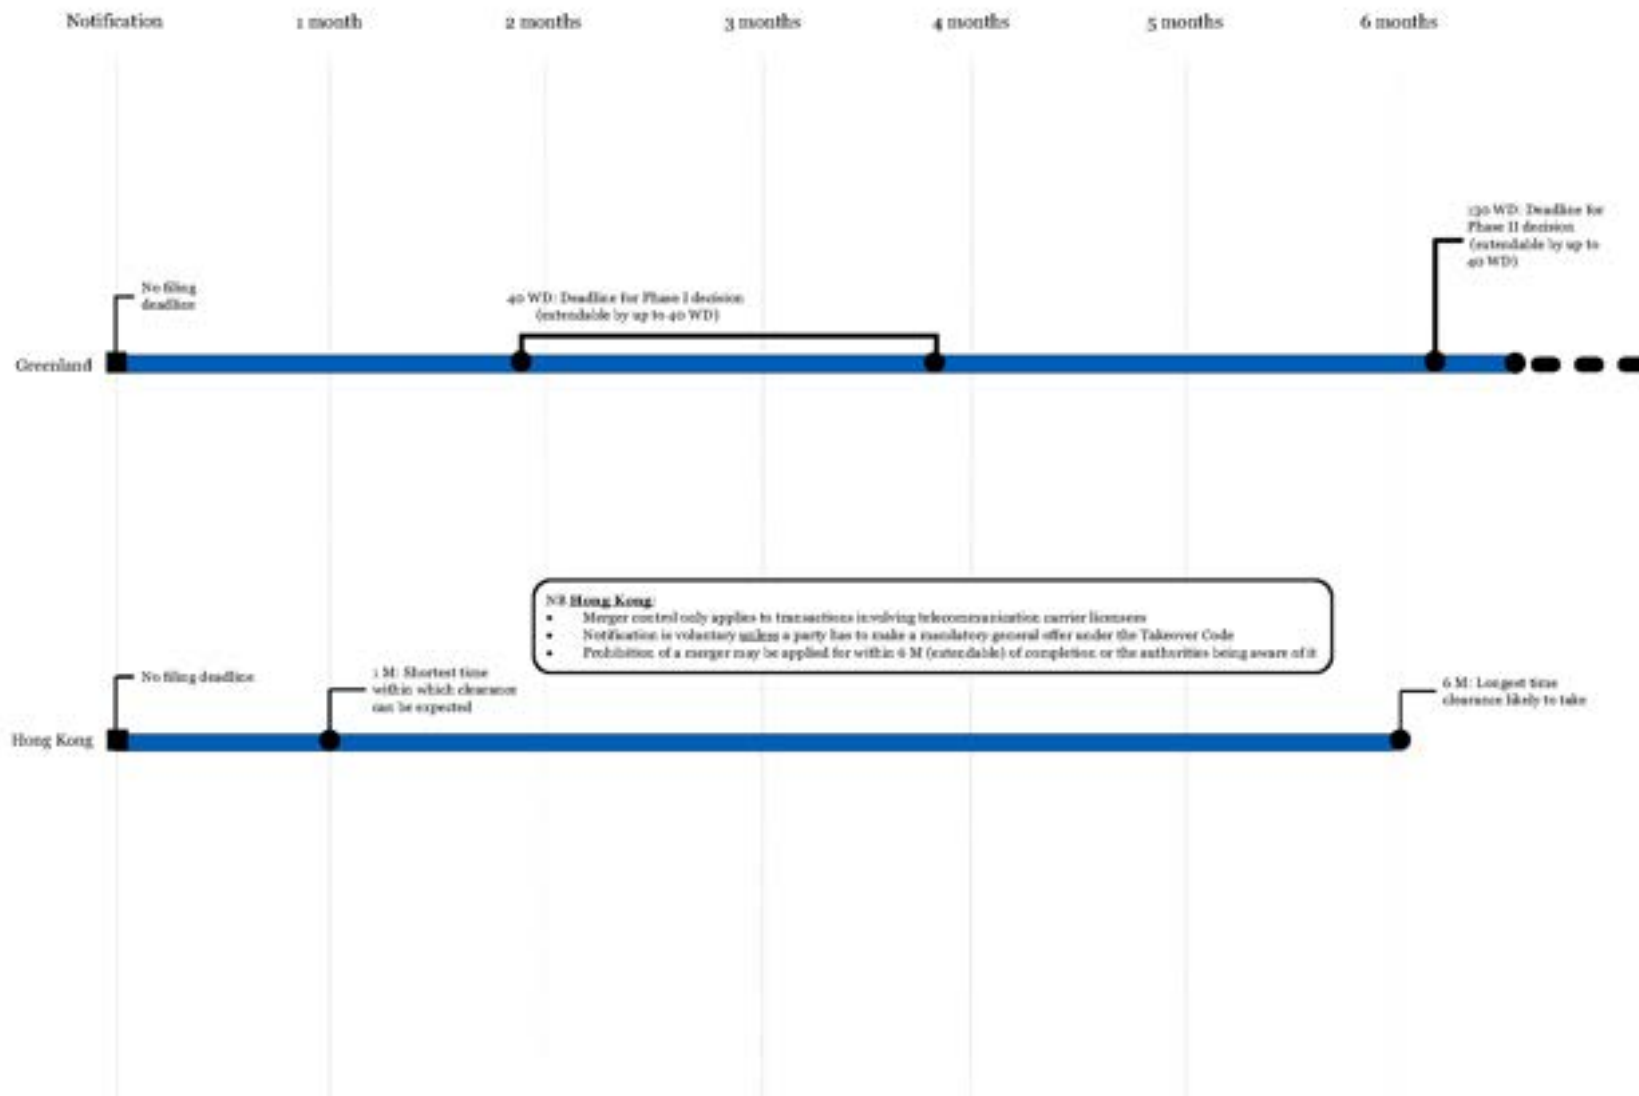 Notification
1 month
2 months
3 months
4 months
5 months
6 months
130 WD: Deadline for
Phase II decision
(extendable by up to
40 WD)
No filing
deadline
40 WD: Deadline for Phase I decision
(extendable by up to 40 WD)
Greenland
NB Hong Kong:
• Merger control only applies to transactions involving telecommunication carrier licensees
• Notification is voluntary unless a party has to make a mandatory general offer under the Takeover Code
• Prohibition of a merger may be applied for within 6 M (extendable) of completion or the authorities being aware of it
No filing deadline
1 M: Shortest time
within which clearance
can be expected
6 M: Longest time
clearance likely to take
Hong Kong